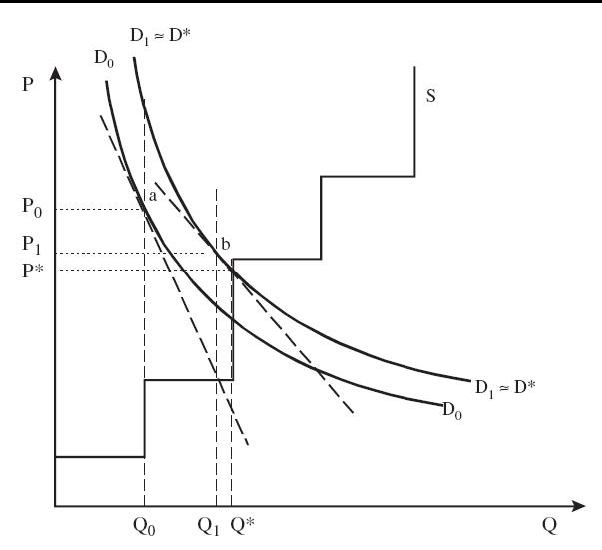 D₁ ≈ D*
D₀
P
S
a
P₀
P₁
b
P*
D₁ ≈ D*
D₀
Q₀
Q₁
Q*
Q